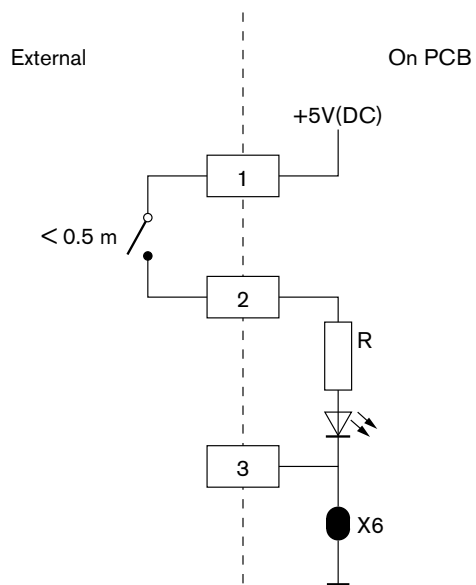 External
On PCB
+5V(DC)
1
< 0.5 m
2
R
3
X6